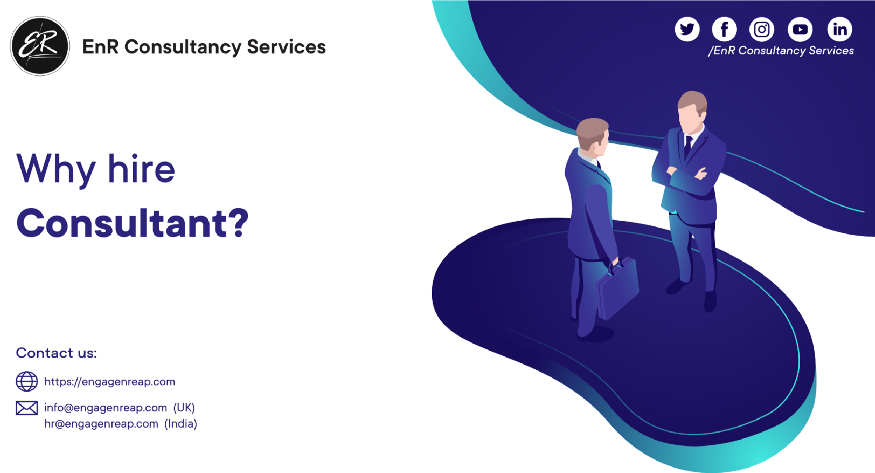 ER
EnR Consultancy Services
/EnR Consultancy Services
Why hire
Consultant?
Contact us:
https://engagenreap.com
info@engagenreap.com (UK)
hr@engagenreap.com (India)